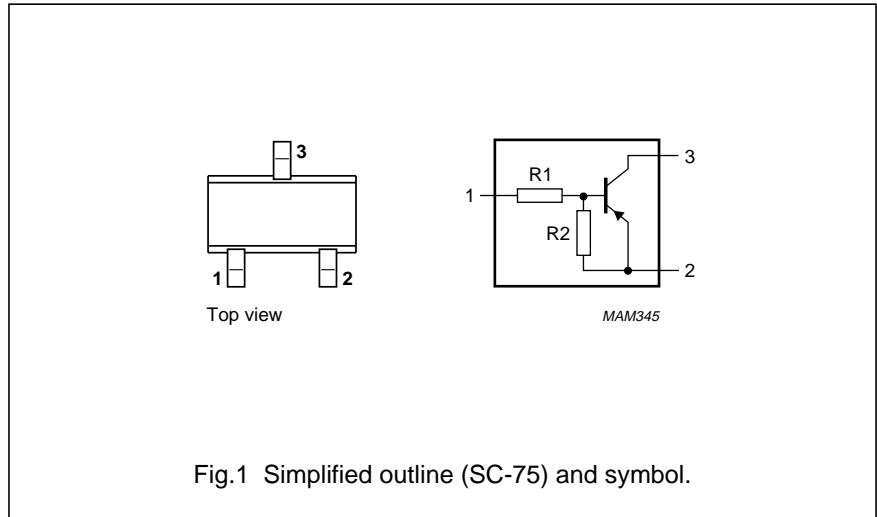 3
1
2
Top view
1
R1
R2
3
2
MAM345
Fig.1 Simplified outline (SC-75) and symbol.